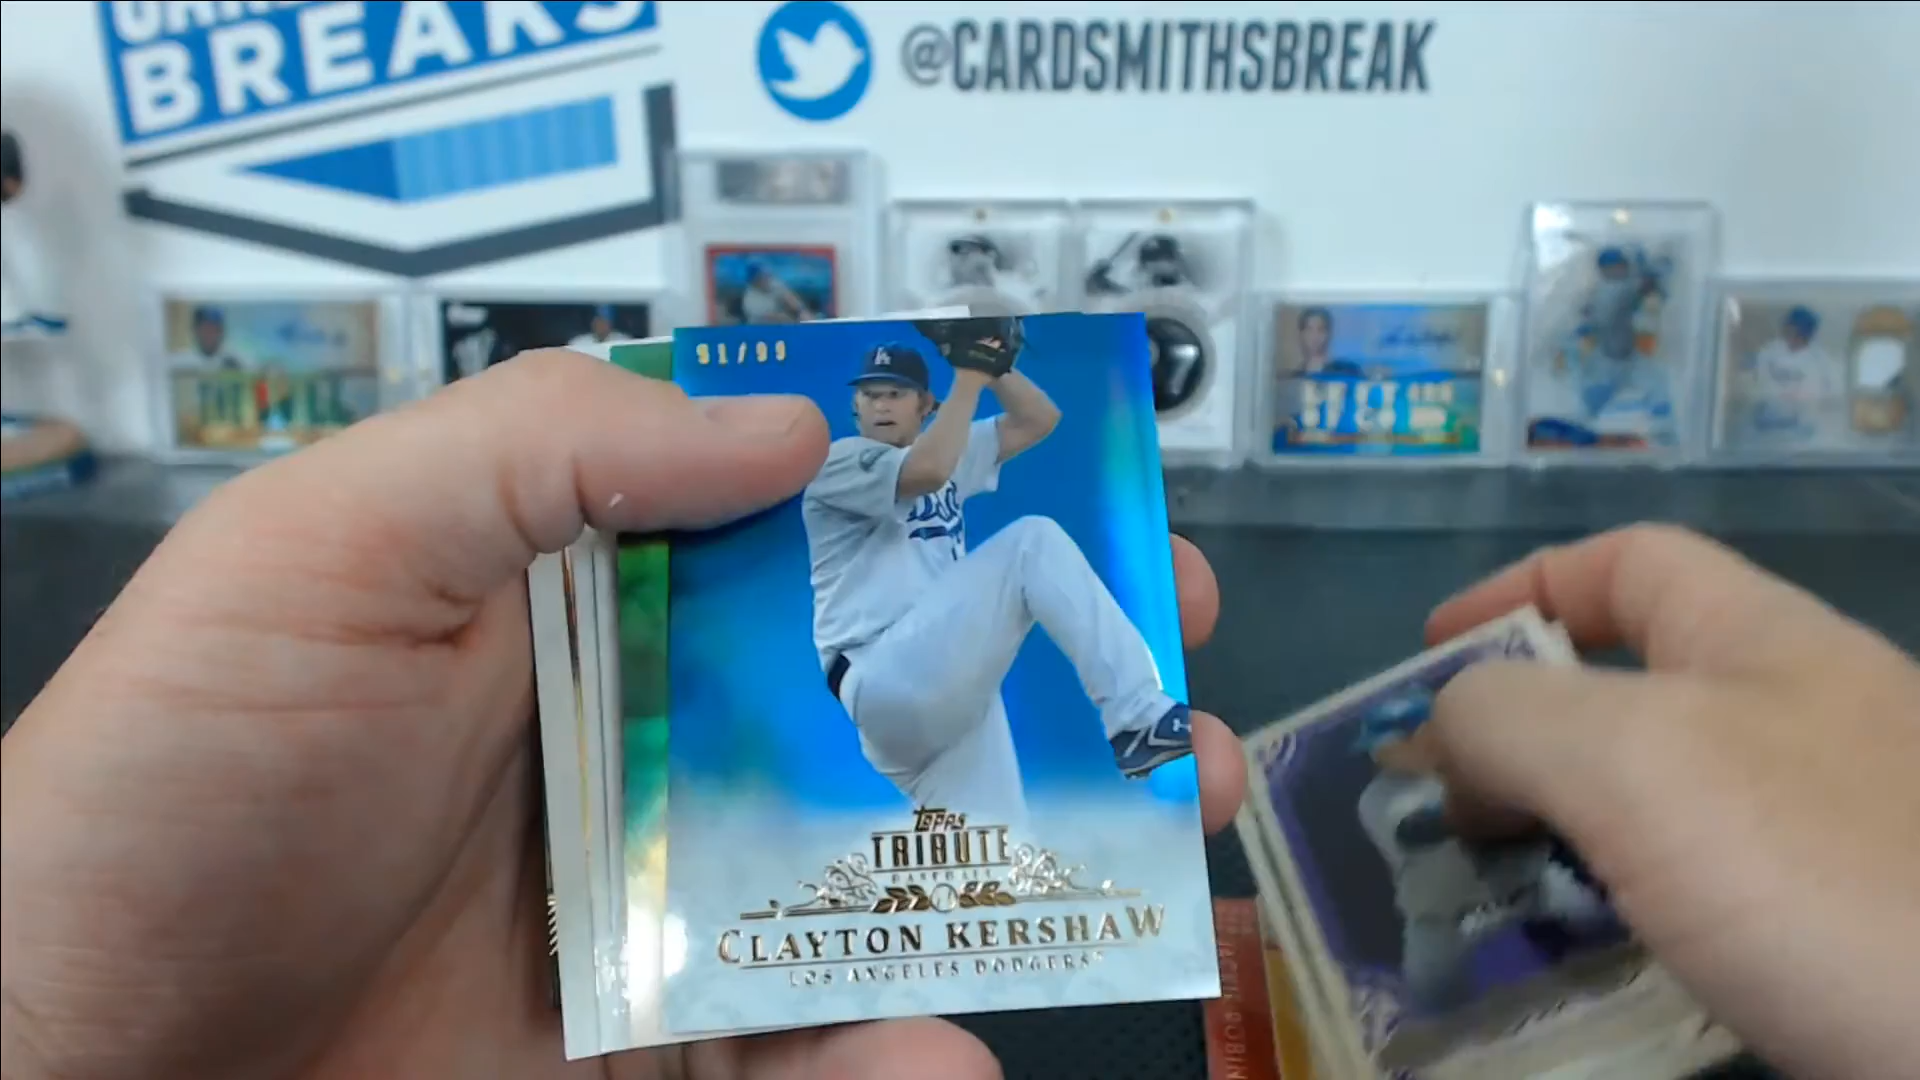 BREAKS
@CARDSMITHSBREAK
91/99
TOPPS
TRIBUTE
BASEBALL
CLAYTON KERSHAW
LOS ANGELES DODGERS